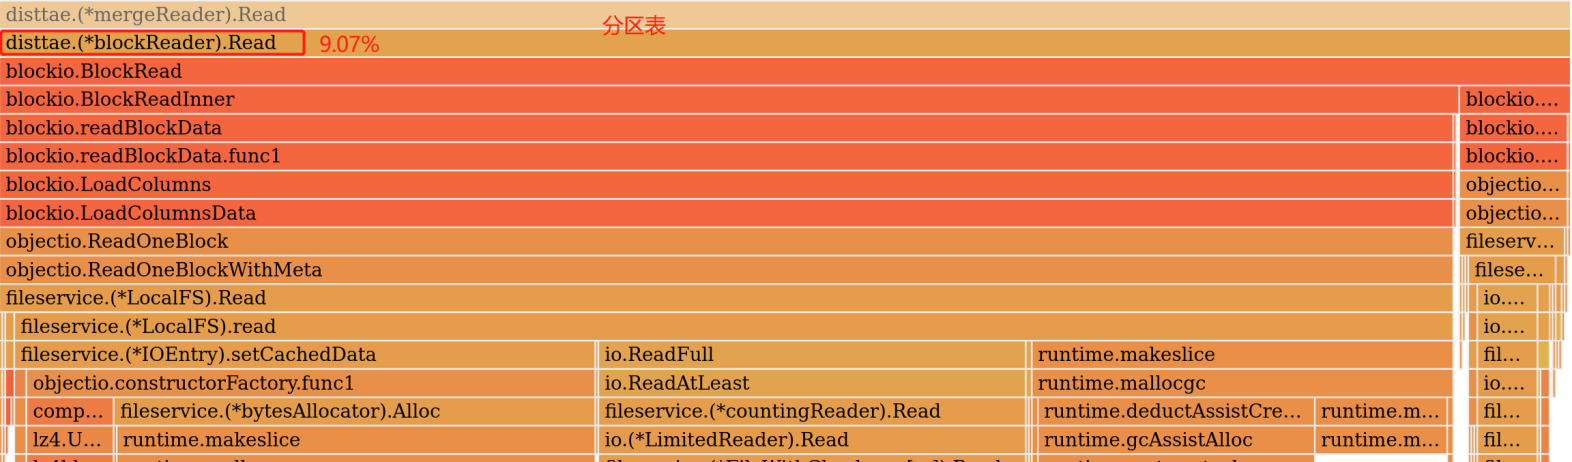 disttae.(*mergeReader).Read
分区表
disttae.(*blockReader).Read 9.07%
blockio.BlockRead
blockio.BlockReadInner blockio....
blockio.readBlockData blockio....
blockio.readBlockData.func1 blockio....
blockio.LoadColumns objectio...
blockio.LoadColumnsData objectio...
objectio.ReadOneBlock fileserv...
objectio.ReadOneBlockWithMeta filese...
fileservice.(*LocalFS).Read io....
fileservice.(*LocalFS).read io....
fileservice.(*IOEntry).setCachedData io.ReadFull runtime.makeslice fil...
objectio.constructorFactory.func1 io.ReadAtLeast runtime.mallocgc io....
comp... fileservice.(*bytesAllocator).Alloc fileservice.(*countingReader).Read runtime.deductAssistCre... runtime.m... fil...
lz4.U... runtime.makeslice io.(*LimitedReader).Read runtime.gcAssistAlloc runtime.m... fil...